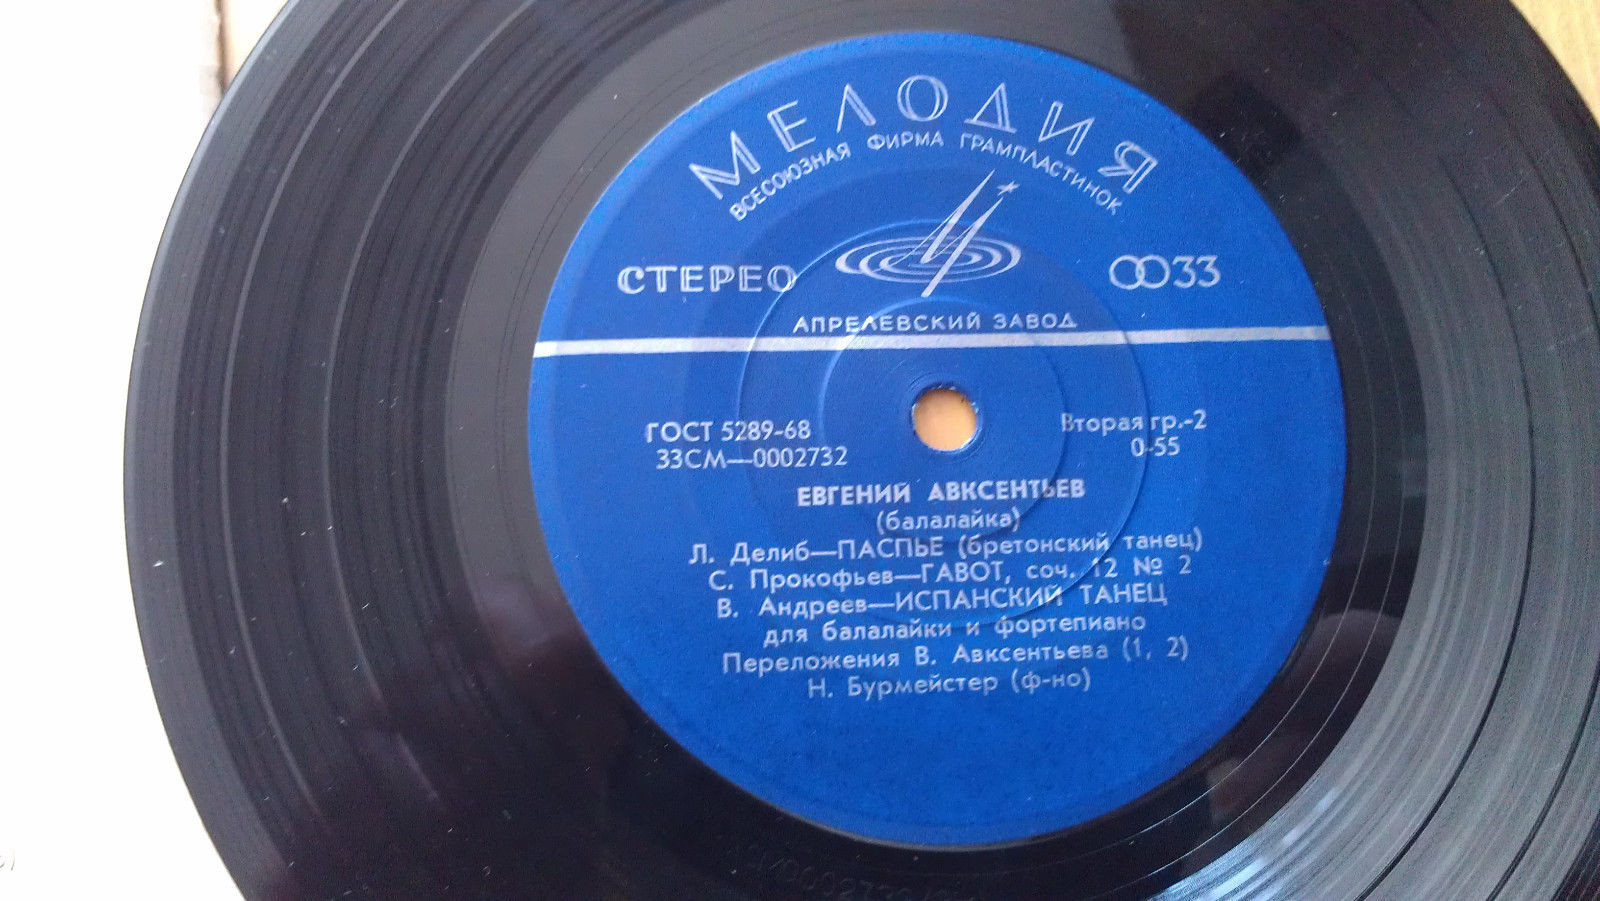 МЕЛОДИЯ
ВСЕСОЮЗНАЯ ФИРМА ГРАМПЛАСТИНОК
СТЕРЕО
33
АПРЕЛЕВСКИЙ ЗАВОД
ГОСТ 5289-68
33СМ—0002732
Вторая гр.-2
0-55
ЕВГЕНИЙ АВКСЕНТЬЕВ
(балалайка)
Л. Делиб—ПАСПЬЕ (бретонский танец)
С. Прокофьев—ГАВОТ, соч. 12 № 2
В. Андреев—ИСПАНСКИЙ ТАНЕЦ
для балалайки и фортепиано
Переложения В. Авксентьева (1, 2)
Н. Бурмейстер (ф-но)